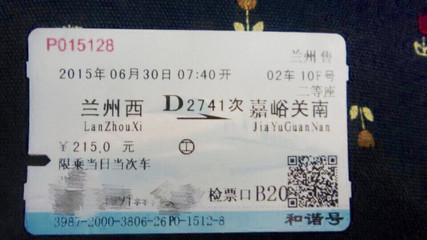 P015128 兰州 售
2015年06月30日07:40开 02车10F号
二等座
兰州西 D2741次 嘉峪关南
LanZhouXi JiaYuGuanNan
￥215.0元 工
限乘当日当次车
检票口B20
和谐号
3987-2000-3806-26P0-1512-8